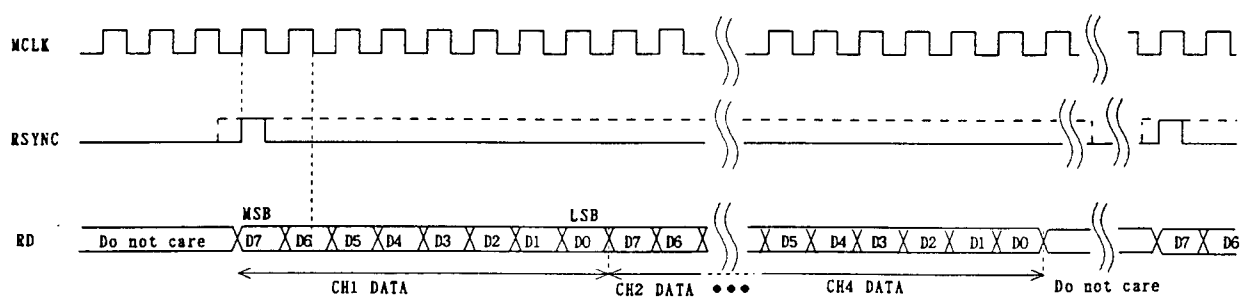 MCLK
RSYNC
MSB LSB
RD Do not care D7 D6 D5 D4 D3 D2 D1 D0 D7 D6 D5 D4 D3 D2 D1 D0 D7 D6
CH1 DATA CH2 DATA ••• CH4 DATA Do not care